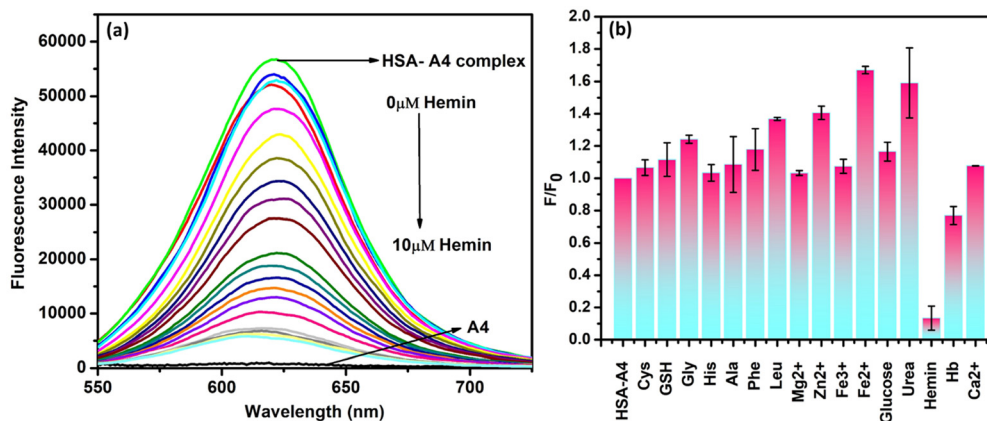 (a)
HSA- A4 complex
0µM Hemin
10µM Hemin
A4
Fluorescence Intensity
60000
50000
40000
30000
20000
10000
0
550
600
650
700
Wavelength (nm)
(b)
F/F0
2.0
1.8
1.6
1.4
1.2
1.0
0.8
0.6
0.4
0.2
0.0
HSA-A4
Cys
GSH
Gly
His
Ala
Phe
Leu
Mg2+
Zn2+
Fe3+
Fe2+
Glucose
Urea
Hemin
Hb
Ca2+